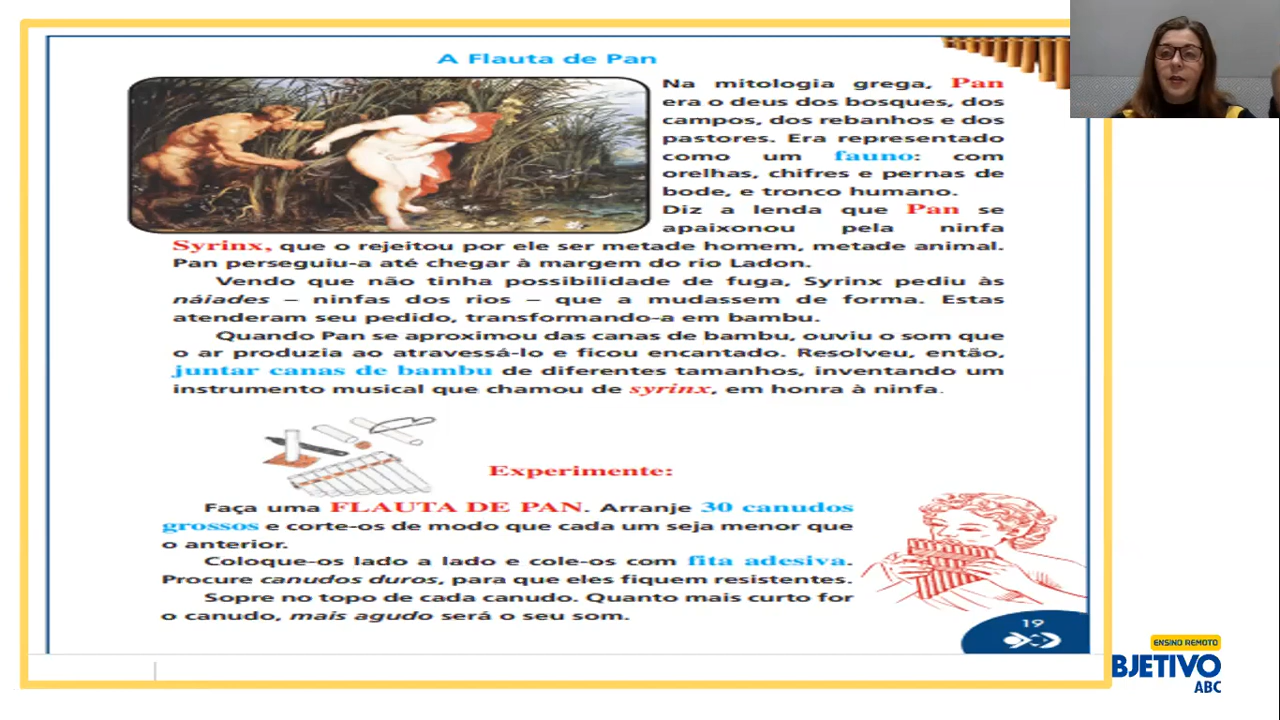 A Flauta de Pan
Na mitologia grega, Pan
era o deus dos bosques, dos
campos, dos rebanhos e dos
pastores. Era representado
como um fauno: com
orelhas, chifres e pernas de
bode, e tronco humano.
Diz a lenda que Pan se
apaixonou pela ninfa
Syrinx, que o rejeitou por ele ser metade homem, metade animal.
Pan perseguiu-a até chegar à margem do rio Ladon.
Vendo que não tinha possibilidade de fuga, Syrinx pediu às
náiades – ninfas dos rios – que a mudassem de forma. Estas
atenderam seu pedido, transformando-a em bambu.
Quando Pan se aproximou das canas de bambu, ouviu o som que
o ar produzia ao atravessá-lo e ficou encantado. Resolveu, então,
juntar canas de bambu de diferentes tamanhos, inventando um
instrumento musical que chamou de syrinx, em honra à ninfa.
Experimente:
Faça uma FLAUTA DE PAN. Arranje 30 canudos
grossos e corte-os de modo que cada um seja menor que
o anterior.
Coloque-os lado a lado e cole-os com fita adesiva.
Procure canudos duros, para que eles fiquem resistentes.
Sopre no topo de cada canudo. Quanto mais curto for
o canudo, mais agudo será o seu som.
19
ENSINO REMOTO
BJETIVO
ABC